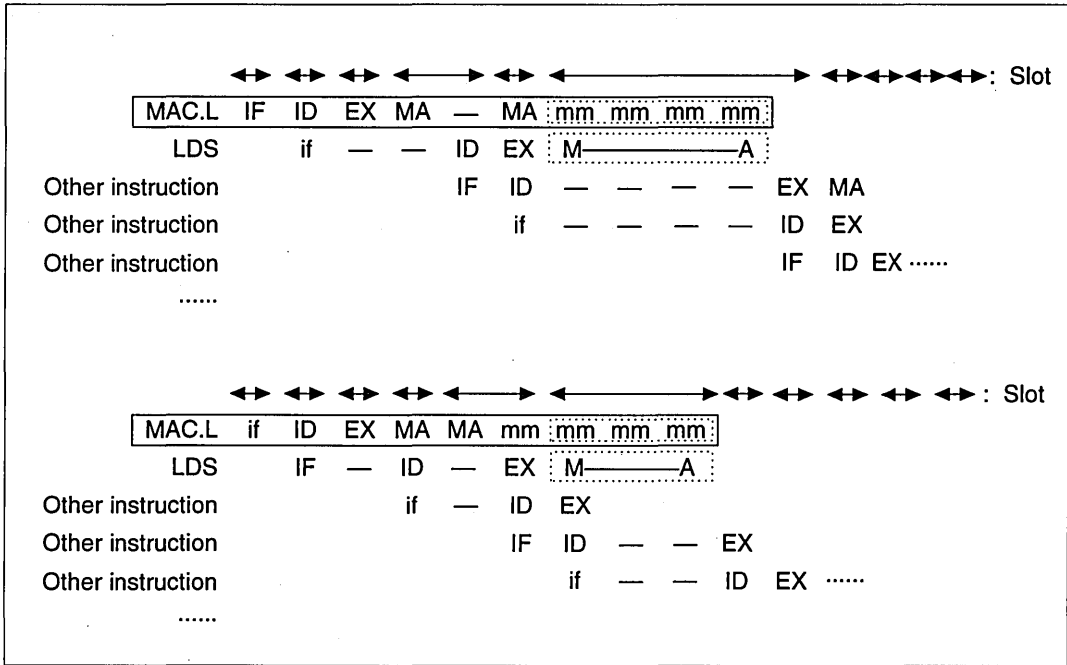 : Slot
MAC.L IF ID EX MA — MA mm mm mm mm
LDS if — — ID EX M———A
Other instruction IF ID — — — — EX MA
Other instruction if — — — — ID EX
Other instruction IF ID EX ······
······
: Slot
MAC.L if ID EX MA MA mm mm mm mm
LDS IF — ID — EX M———A
Other instruction if — ID EX
Other instruction IF ID — — EX
Other instruction if — — ID EX ······
······